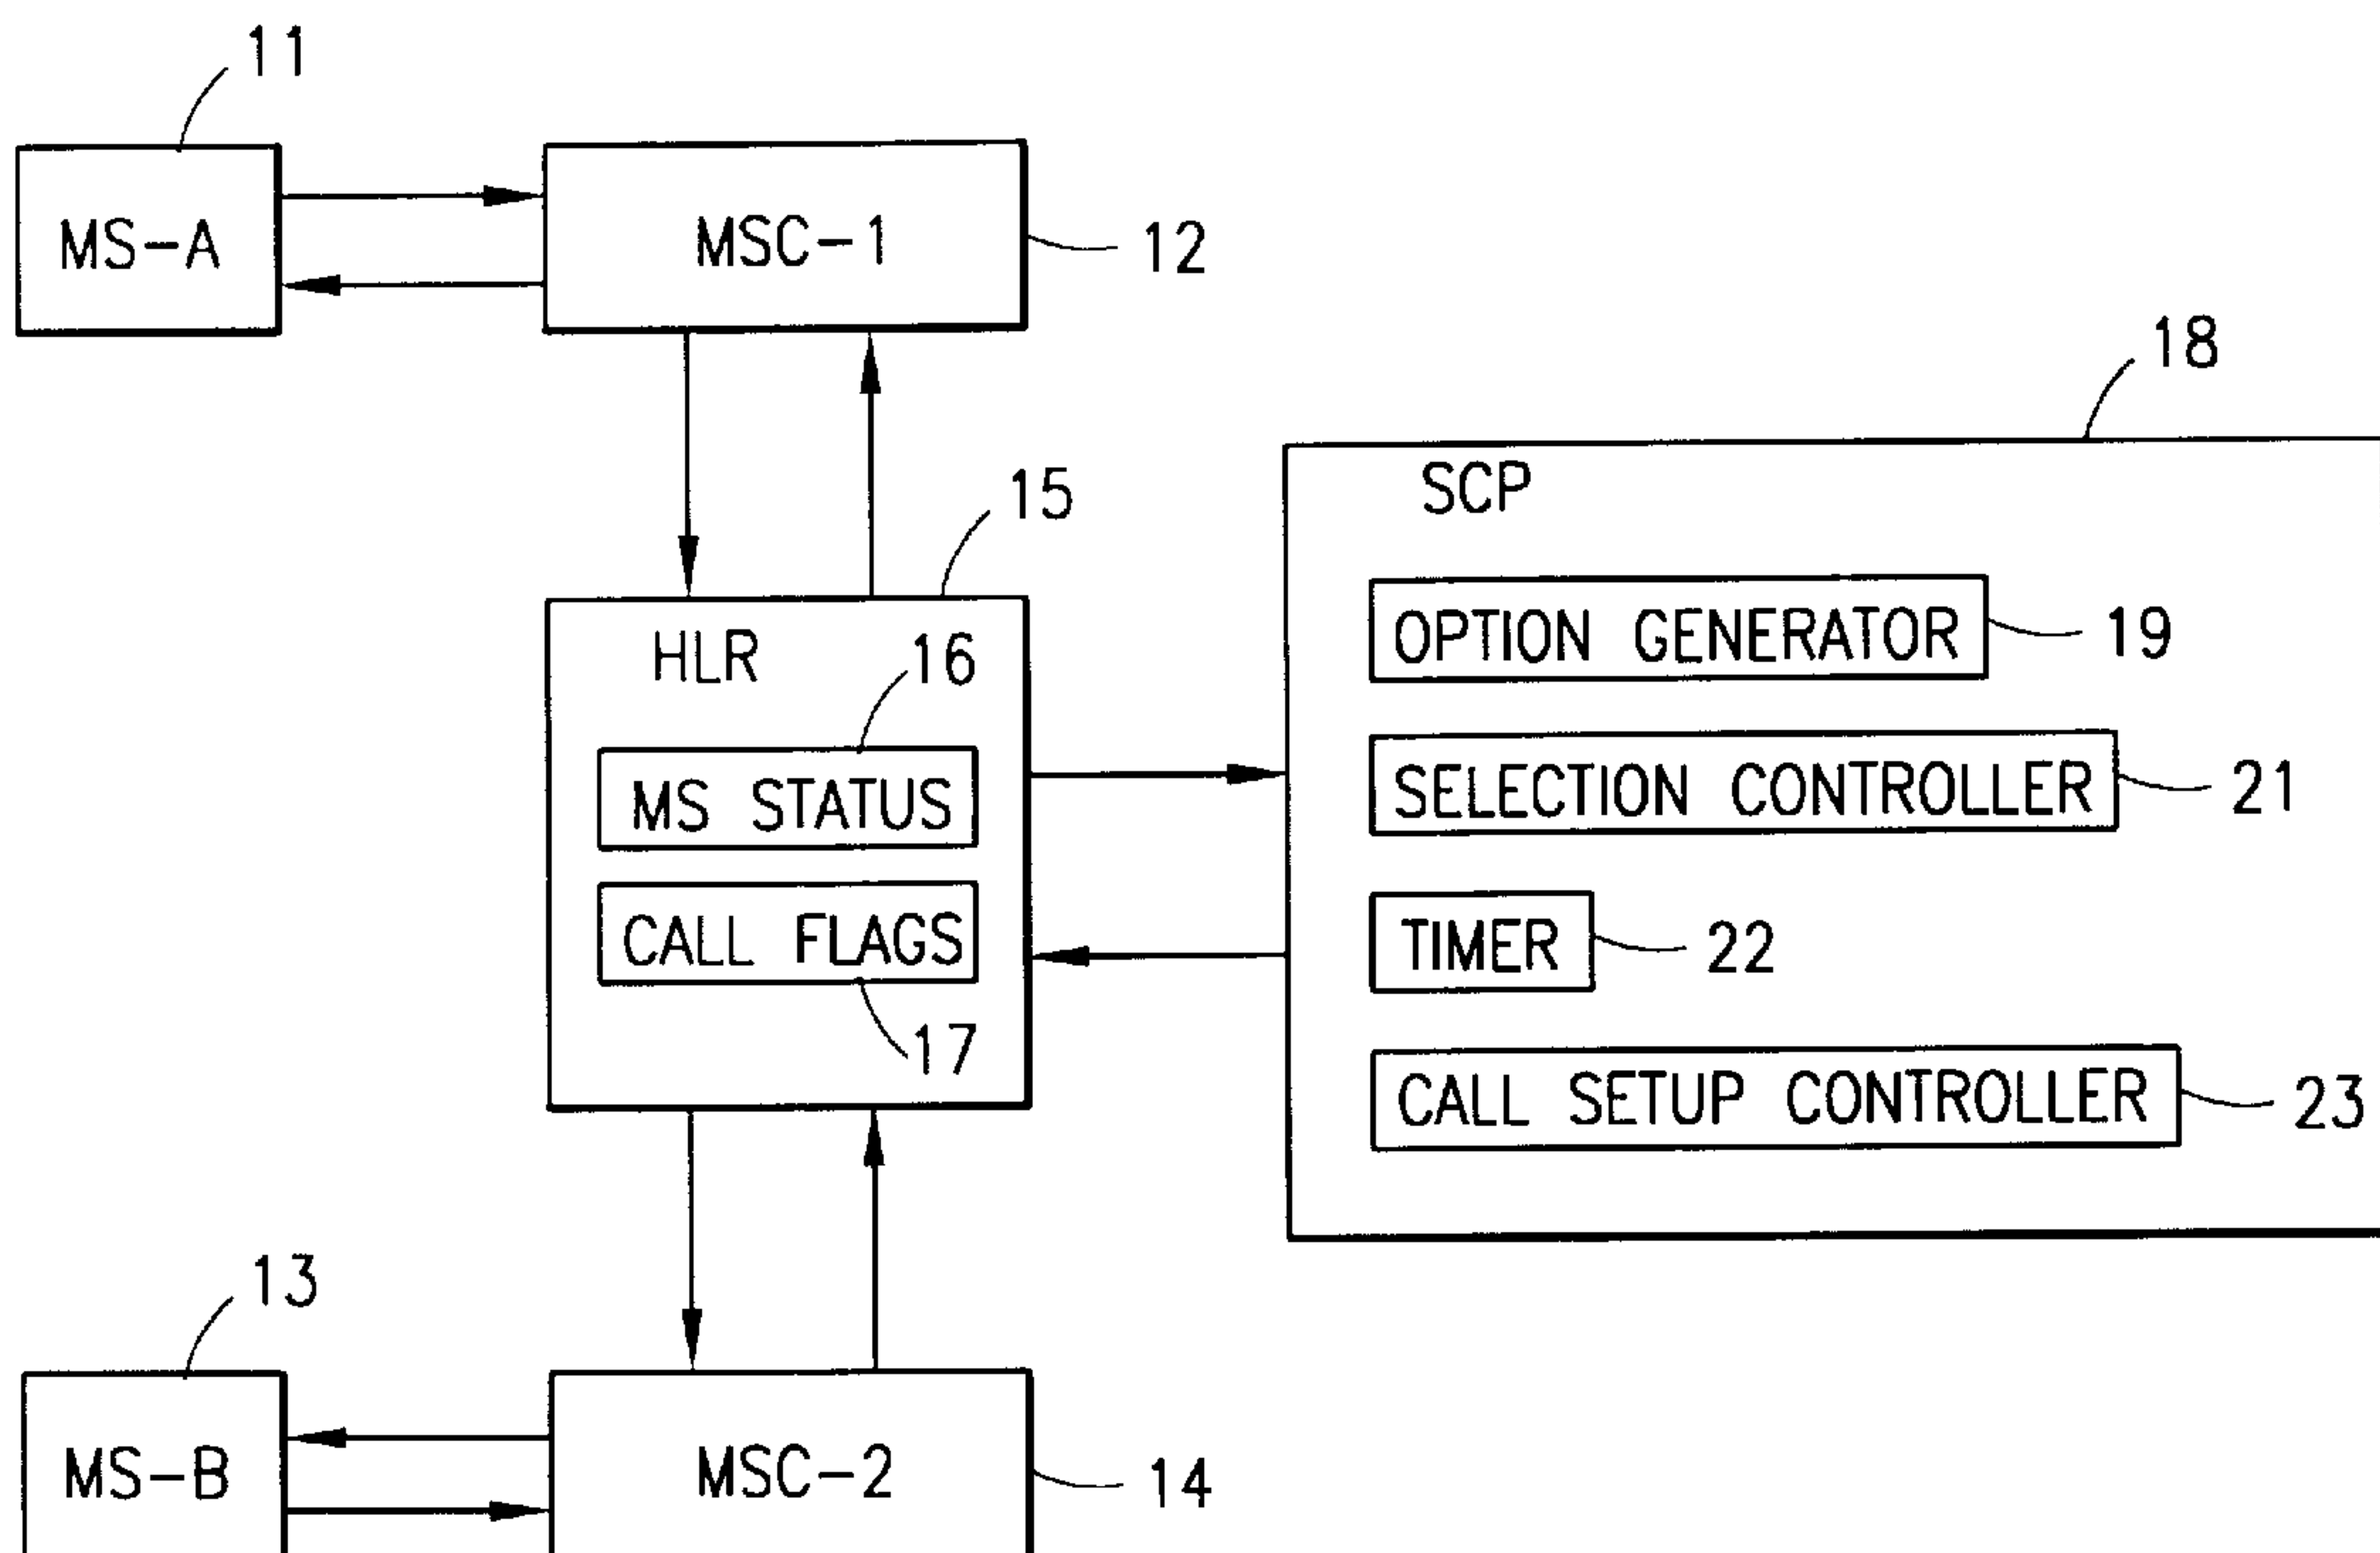 11
MS-A
MSC-1
12
18
SCP
15
HLR
16
OPTION GENERATOR
19
MS STATUS
SELECTION CONTROLLER
21
CALL FLAGS
TIMER
22
17
CALL SETUP CONTROLLER
23
13
MS-B
MSC-2
14